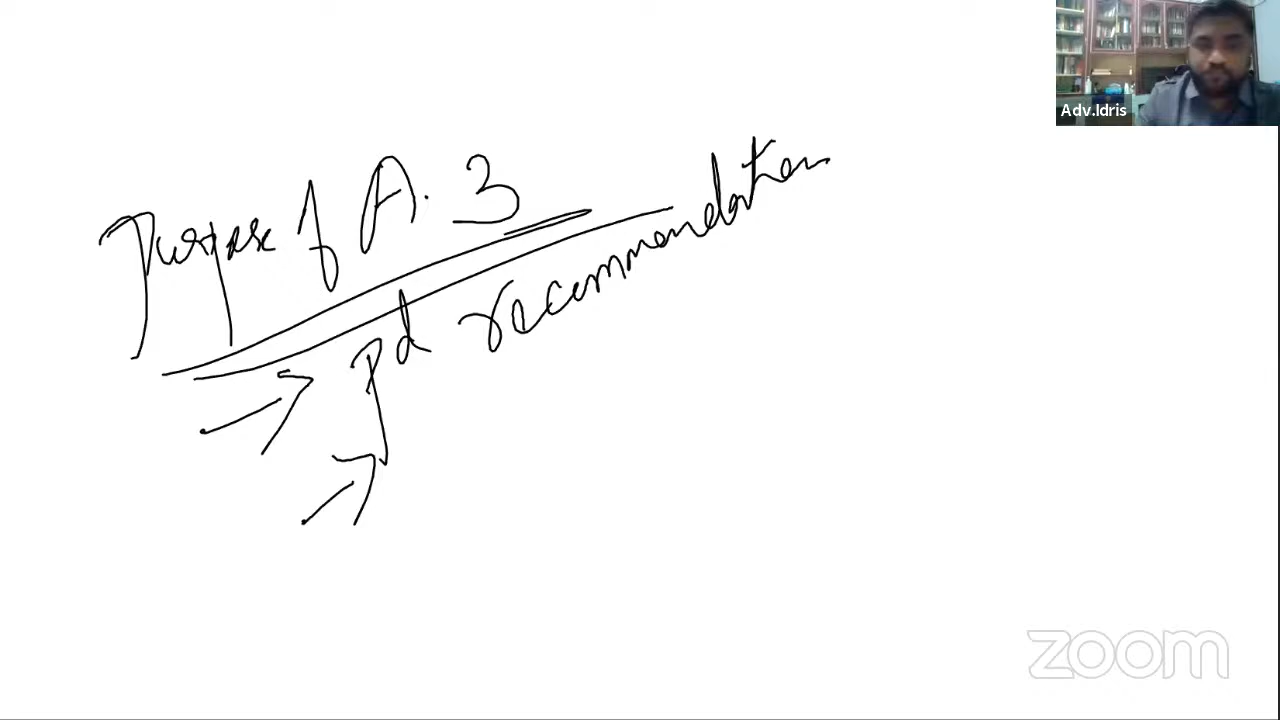 Adv.Idris
Purpose of A. 3
→ Pd recommendation
→
zoom